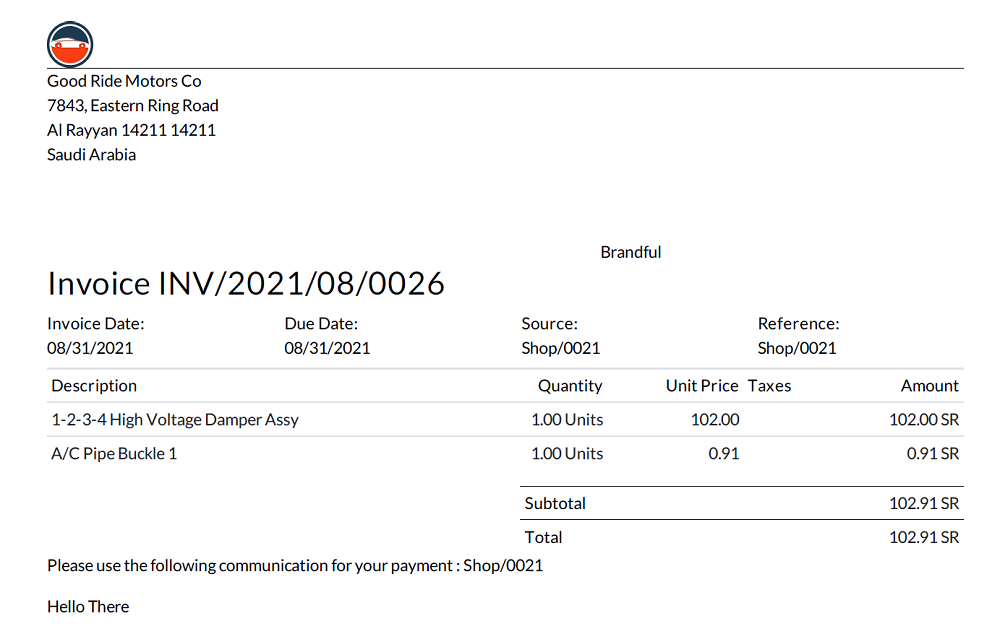 Good Ride Motors Co
7843, Eastern Ring Road
Al Rayyan 14211 14211
Saudi Arabia
Brandful
Invoice INV/2021/08/0026
Invoice Date: Due Date: Source: Reference:
08/31/2021 08/31/2021 Shop/0021 Shop/0021
Description Quantity Unit Price Taxes Amount
1-2-3-4 High Voltage Damper Assy 1.00 Units 102.00 102.00 SR
A/C Pipe Buckle 1 1.00 Units 0.91 0.91 SR
Subtotal 102.91 SR
Total 102.91 SR
Please use the following communication for your payment : Shop/0021
Hello There